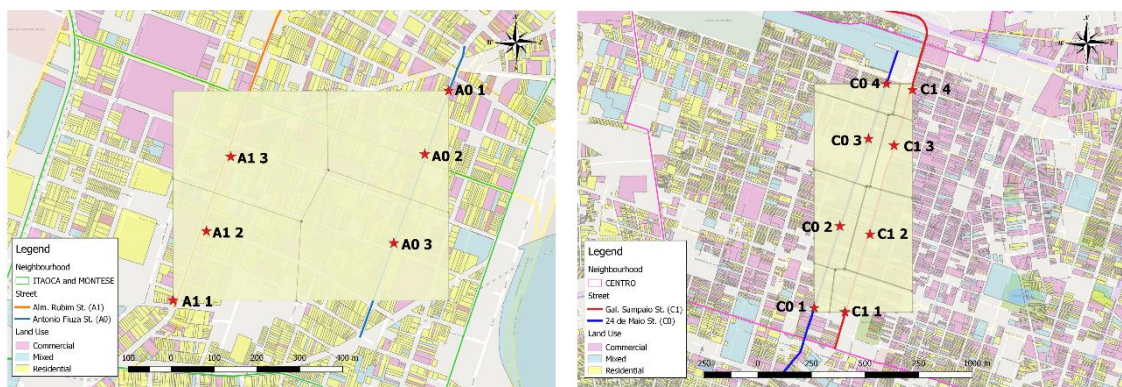 N
W E
S
A0 1
A0 2
A1 3
A1 2
A0 3
A1 1
Legend
Neighbourhood
ITAOCA and MONTESE
Street
Alm. Rubim St. (A1)
Antonio Fiuza St. (A0)
Land Use
Commercial
Mixed
Residential
100 0 100 200 300 400 m
N
W E
S
C0 4
C1 4
C0 3
C1 3
C0 2
C1 2
C0 1
C1 1
Legend
Neighbourhood
CENTRO
Street
Gal. Sampaio St. (C1)
24 de Maio St. (C0)
Land Use
Commercial
Mixed
Residential
250 0 250 500 750 1000 m